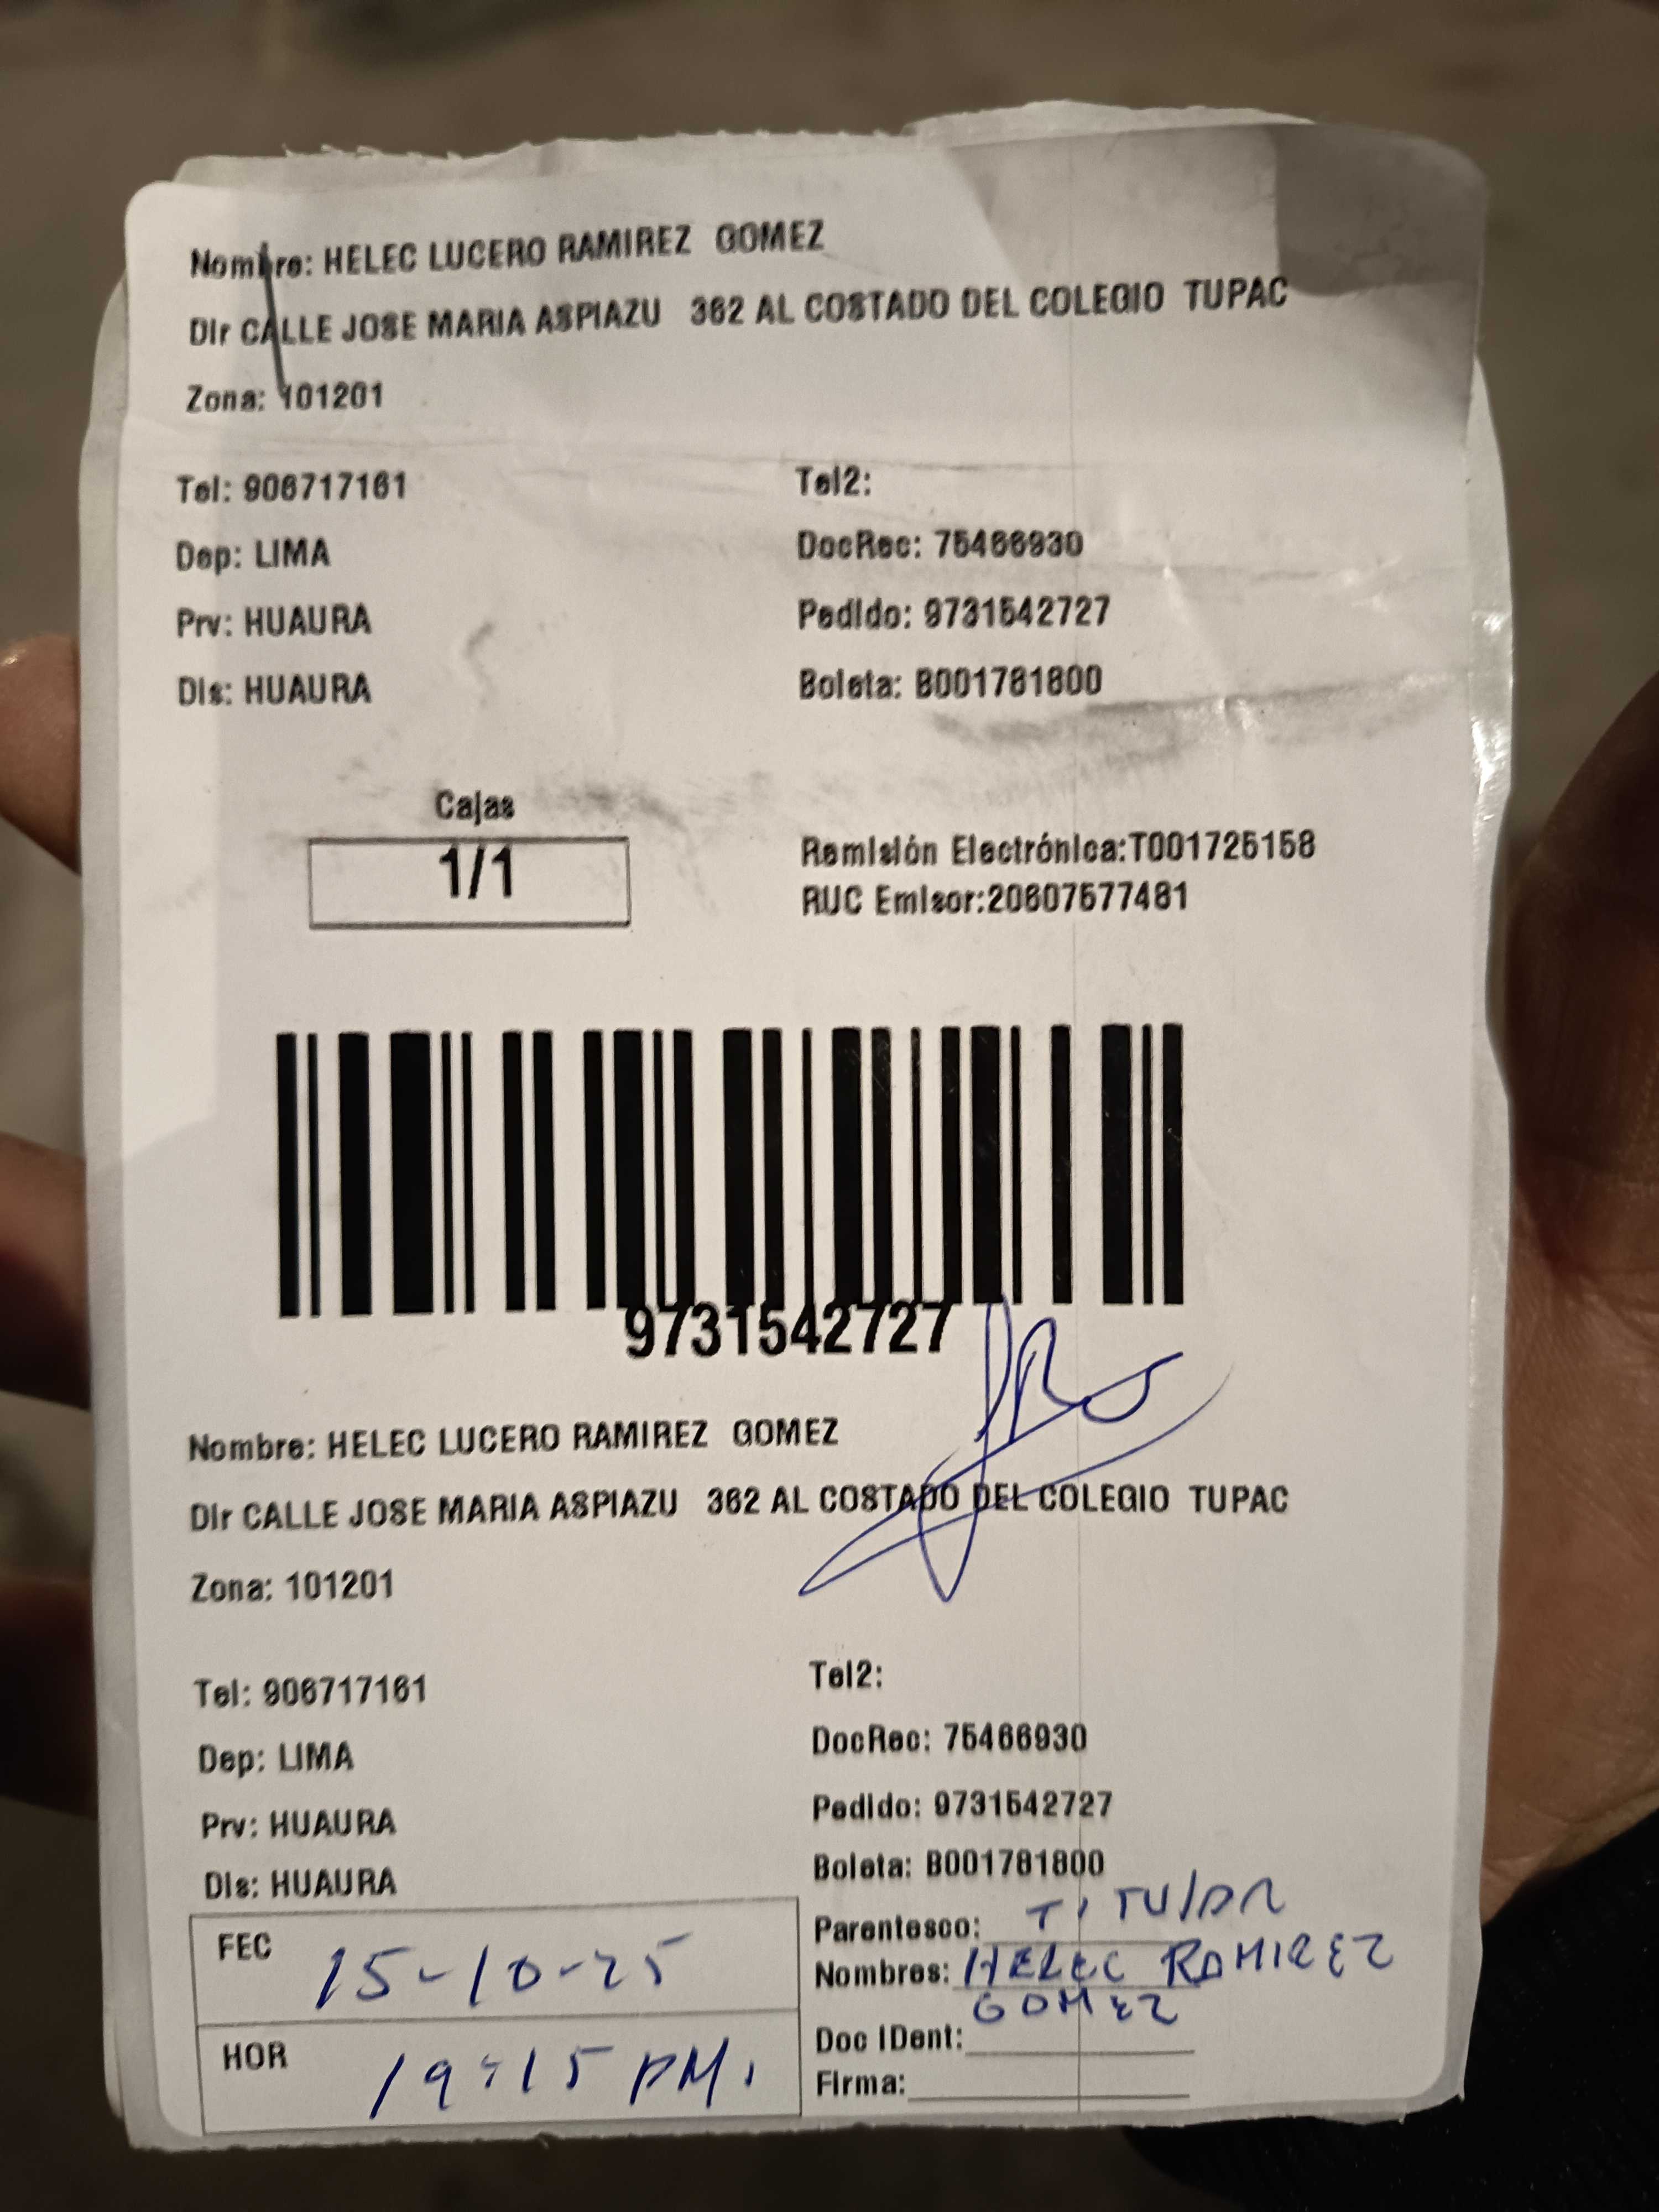 Nombre: HELEC LUCERO RAMIREZ GOMEZ
Dir CALLE JOSE MARIA ASPIAZU 362 AL COSTADO DEL COLEGIO TUPAC
Zona: 101201
Tel: 906717161 Tel2:
Dep: LIMA DocRec: 75466930
Prv: HUAURA Pedido: 9731542727
Dis: HUAURA Boleta: B001781800
Cajas
1/1
Remisión Electrónica:T001725158
RUC Emisor:20607577481
9731542727
Nombre: HELEC LUCERO RAMIREZ GOMEZ
Dir CALLE JOSE MARIA ASPIAZU 362 AL COSTADO DEL COLEGIO TUPAC
Zona: 101201
Tel: 906717161 Tel2:
Dep: LIMA DocRec: 75466930
Prv: HUAURA Pedido: 9731542727
Dis: HUAURA Boleta: B001781800
FEC 15-10-25
HOR 19:15 PM.
Parentesco: TITULAR
Nombres: HELEC RAMIREZ
GOMEZ
Doc IDent:
Firma: